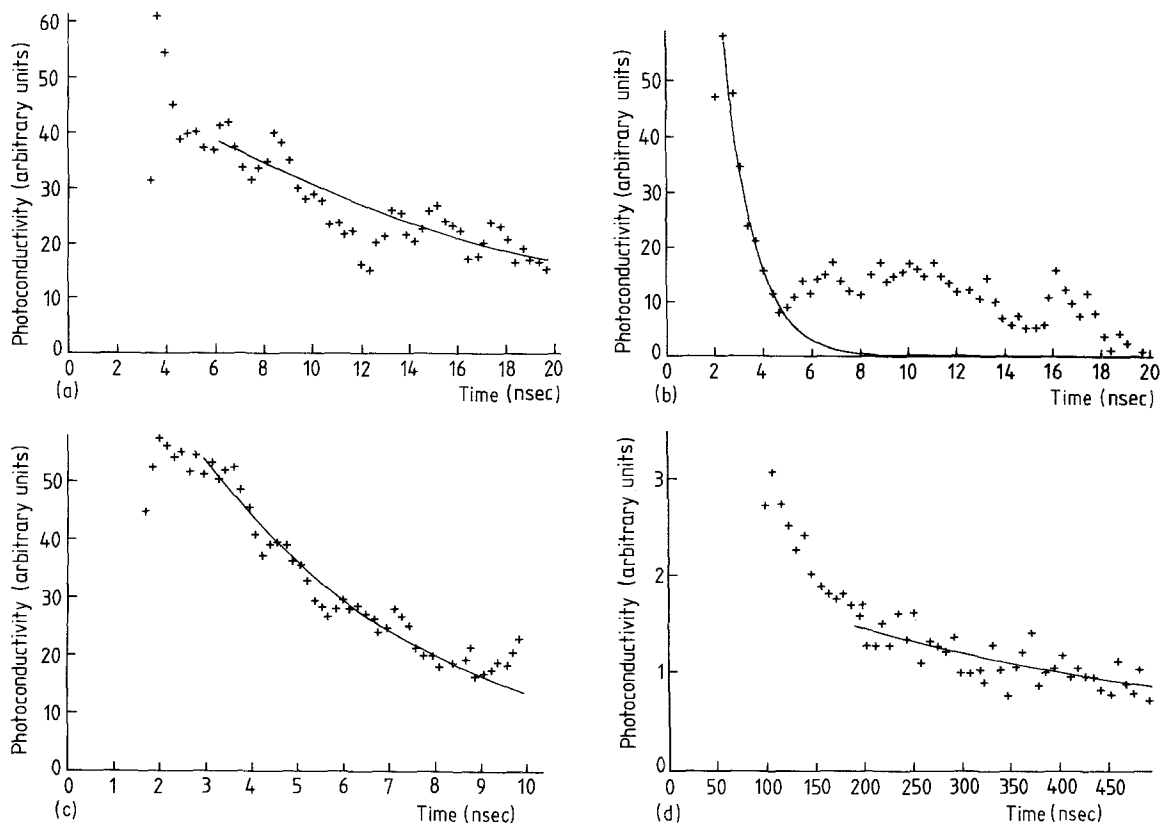 Photoconductivity (arbitrary units)
60
50
40
30
20
10
0
0 2 4 6 8 10 12 14 16 18 20
(a)
Time (nsec)
Photoconductivity (arbitrary units)
50
40
30
20
10
0
0 2 4 6 8 10 12 14 16 18 20
(b)
Time (nsec)
Photoconductivity (arbitrary units)
50
40
30
20
10
0
0 1 2 3 4 5 6 7 8 9 10
(c)
Time (nsec)
Photoconductivity (arbitrary units)
3
2
1
0
0 50 100 150 200 250 300 350 400 450
(d)
Time (nsec)